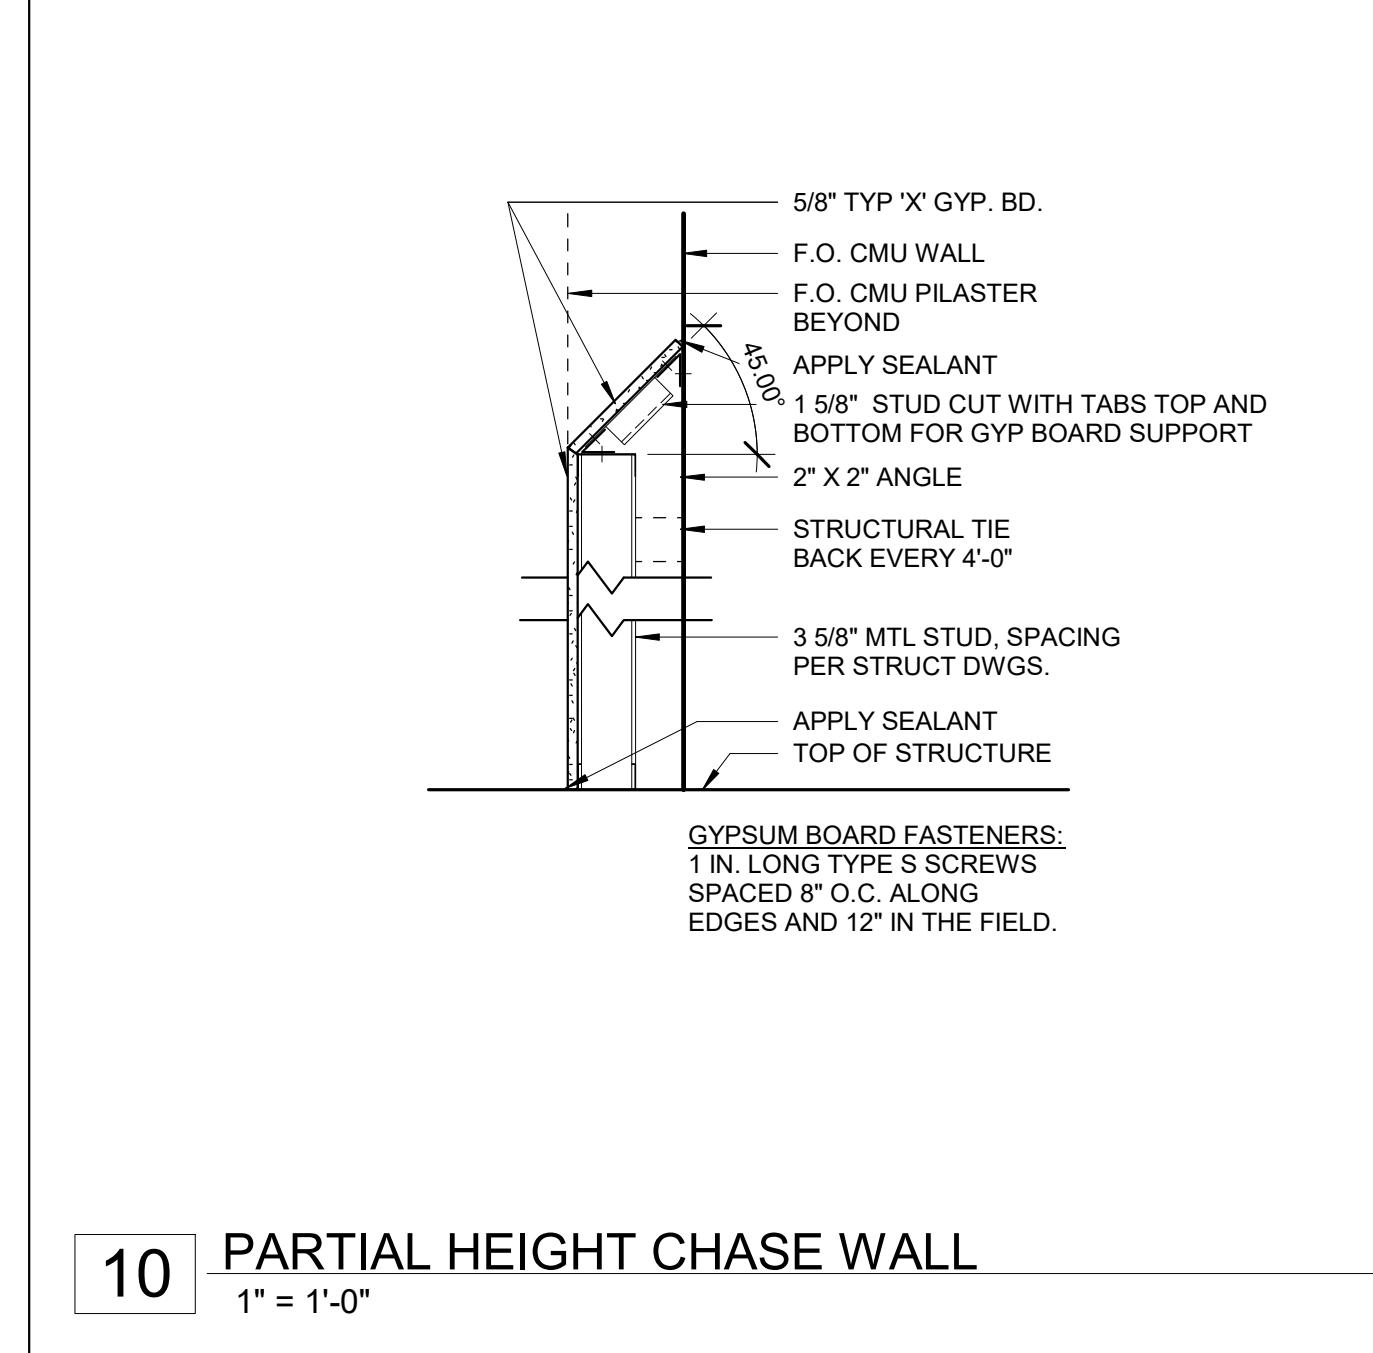 5/8" TYP 'X' GYP. BD.
F.O. CMU WALL
F.O. CMU PILASTER
BEYOND
APPLY SEALANT
45.00°
1 5/8"  STUD CUT WITH TABS TOP AND
BOTTOM FOR GYP BOARD SUPPORT
2" X 2" ANGLE
STRUCTURAL TIE
BACK EVERY 4'-0"
3 5/8" MTL STUD, SPACING
PER STRUCT DWGS.
APPLY SEALANT
TOP OF STRUCTURE
GYPSUM BOARD FASTENERS:
1 IN. LONG TYPE S SCREWS
SPACED 8" O.C. ALONG
EDGES AND 12" IN THE FIELD.
10
PARTIAL HEIGHT CHASE WALL
1" = 1'-0"